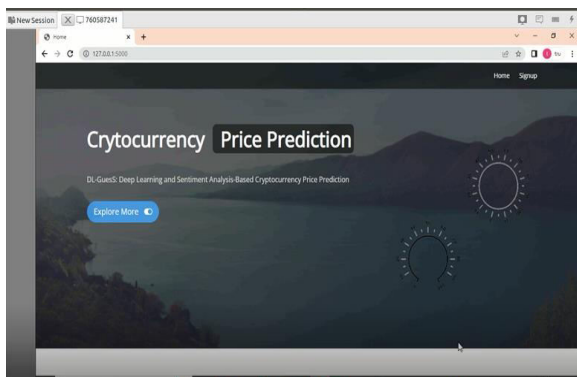 New Session 760587241
Home
127.0.0.1:5000
Home Signup
Crytocurrency Price Prediction
DL-GuesS: Deep Learning and Sentiment Analysis-Based Cryptocurrency Price Prediction
Explore More